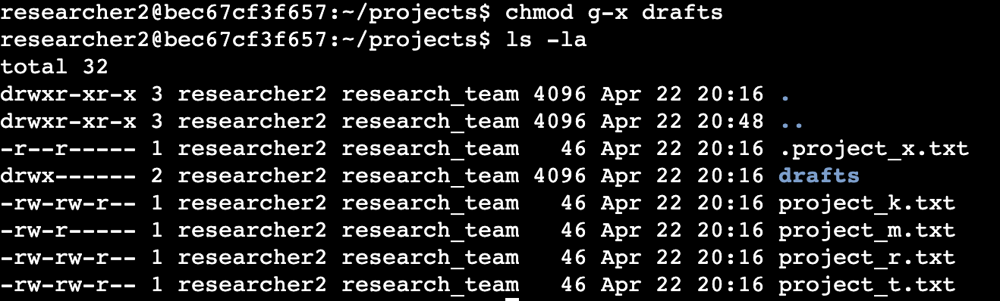 researcher2@bec67cf3f657:~/projects$ chmod g-x drafts
researcher2@bec67cf3f657:~/projects$ ls -la
total 32
drwxr-xr-x 3 researcher2 research_team 4096 Apr 22 20:16 .
drwxr-xr-x 3 researcher2 research_team 4096 Apr 22 20:48 ..
-r--r----- 1 researcher2 research_team   46 Apr 22 20:16 .project_x.txt
drwx------ 2 researcher2 research_team 4096 Apr 22 20:16 drafts
-rw-rw-r-- 1 researcher2 research_team   46 Apr 22 20:16 project_k.txt
-rw-r----- 1 researcher2 research_team   46 Apr 22 20:16 project_m.txt
-rw-rw-r-- 1 researcher2 research_team   46 Apr 22 20:16 project_r.txt
-rw-rw-r-- 1 researcher2 research_team   46 Apr 22 20:16 project_t.txt